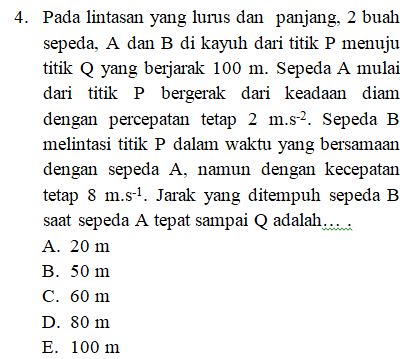 4. Pada lintasan yang lurus dan panjang, 2 buah
sepeda, A dan B di kayuh dari titik P menuju
titik Q yang berjarak 100 m. Sepeda A mulai
dari titik P bergerak dari keadaan diam
dengan percepatan tetap 2 m.s⁻². Sepeda B
melintasi titik P dalam waktu yang bersamaan
dengan sepeda A, namun dengan kecepatan
tetap 8 m.s⁻¹. Jarak yang ditempuh sepeda B
saat sepeda A tepat sampai Q adalah... .
A. 20 m
B. 50 m
C. 60 m
D. 80 m
E. 100 m